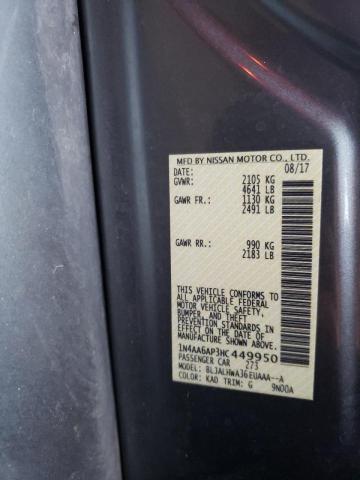 MFD BY NISSAN MOTOR CO., LTD.
DATE: 08/17
GVWR: 2105 KG
4641 LB
GAWR FR.: 1130 KG
2491 LB
GAWR RR.: 990 KG
2183 LB
THIS VEHICLE CONFORMS TO ALL
APPLICABLE FEDERAL
MOTOR VEHICLE SAFETY,
BUMPER, AND THEFT
PREVENTION STANDARDS
IN EFFECT ON THE DATE OF
MANUFACTURE SHOWN ABOVE.
1N4AA6AP3HC449950
PASSENGER CAR 273
MODEL: BLJALHWA36EUAAA--A
COLOR: KAD TRIM: G 9N00A